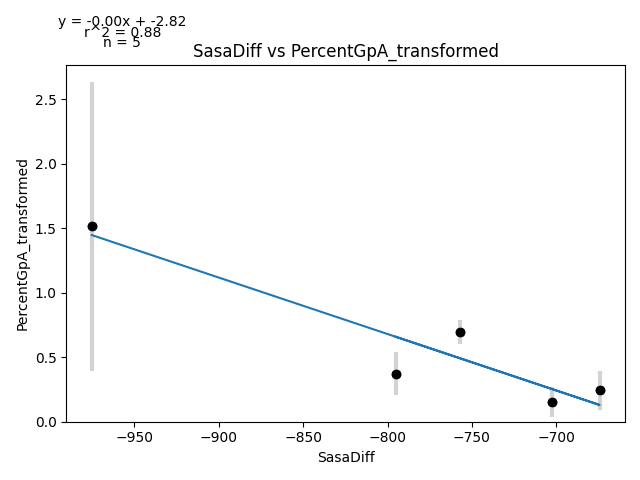 y = -0.00x + -2.82
r^2 = 0.88
n = 5
SasaDiff vs PercentGpA_transformed
PercentGpA_transformed
2.5
2.0
1.5
1.0
0.5
0.0
−950 −900 −850 −800 −750 −700
SasaDiff